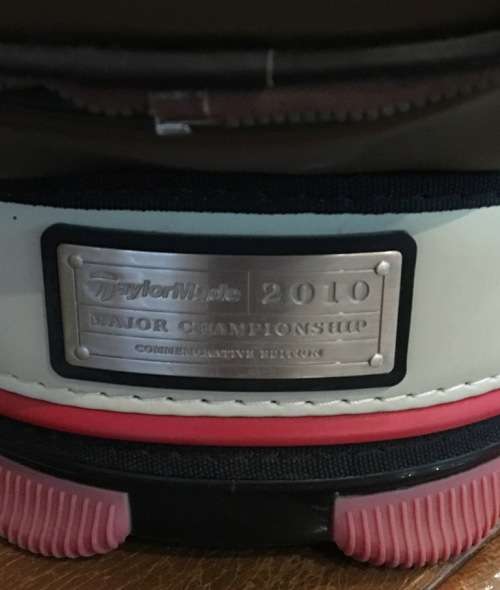 TaylorMade 2010
MAJOR CHAMPIONSHIP
COMMEMORATIVE EDITION